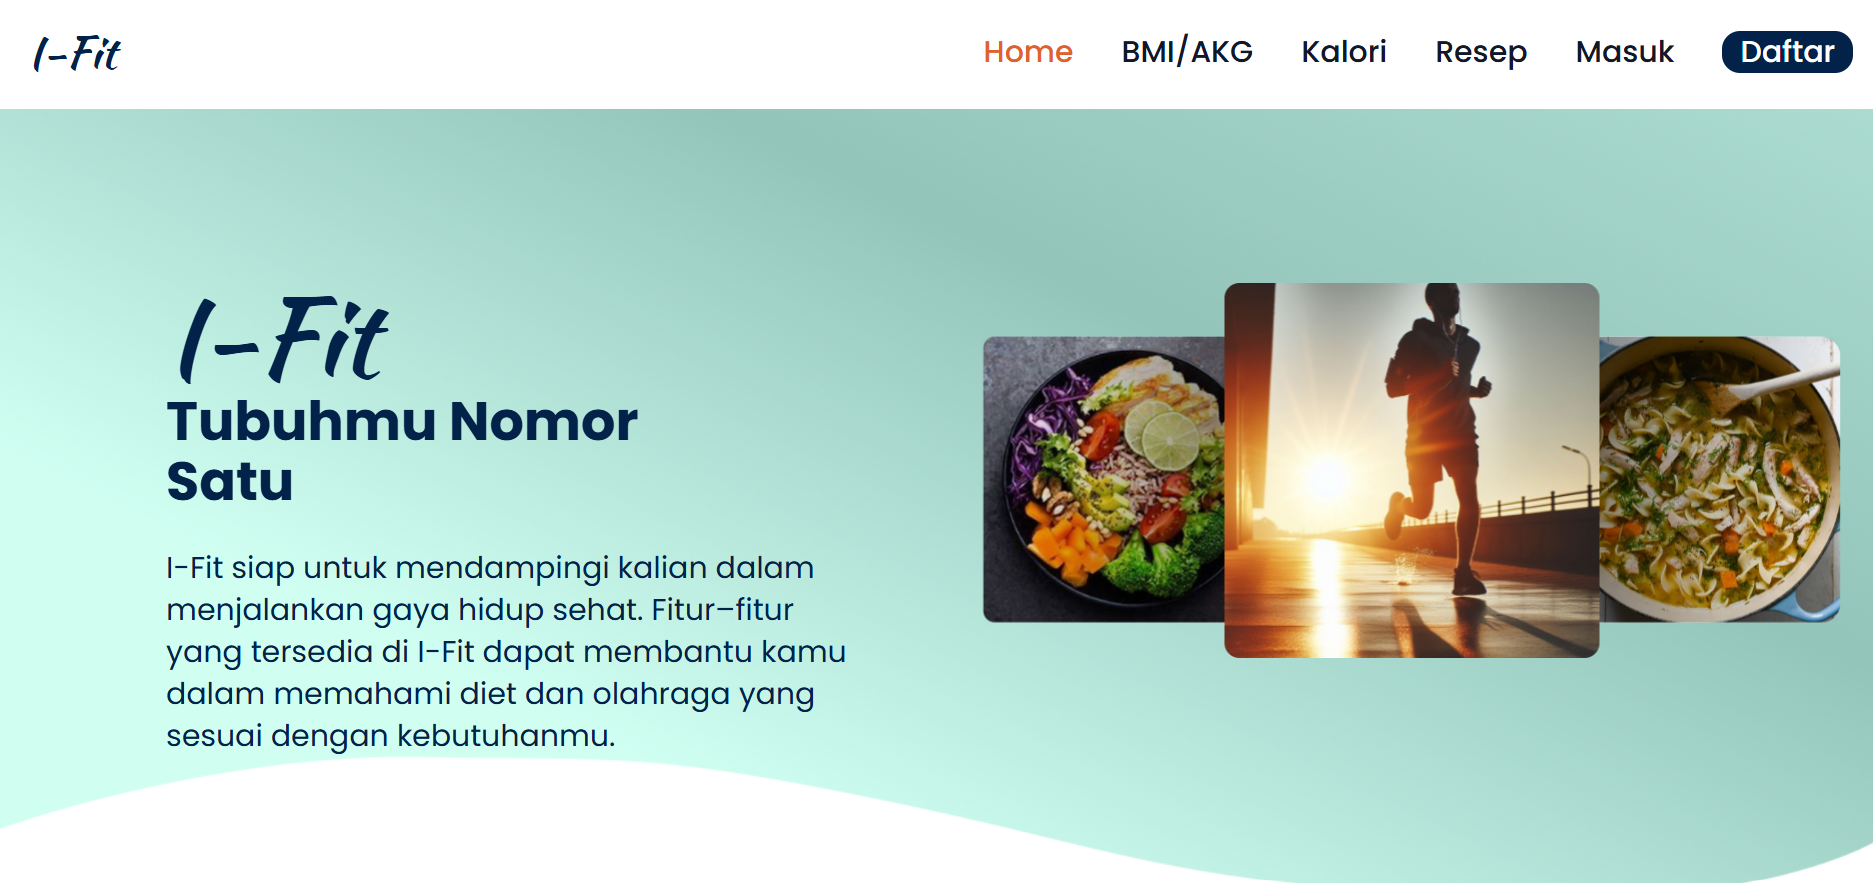 I-Fit
Home
BMI/AKG
Kalori
Resep
Masuk
Daftar
I-Fit
Tubuhmu Nomor
Satu
I-Fit siap untuk mendampingi kalian dalam
menjalankan gaya hidup sehat. Fitur–fitur
yang tersedia di I-Fit dapat membantu kamu
dalam memahami diet dan olahraga yang
sesuai dengan kebutuhanmu.